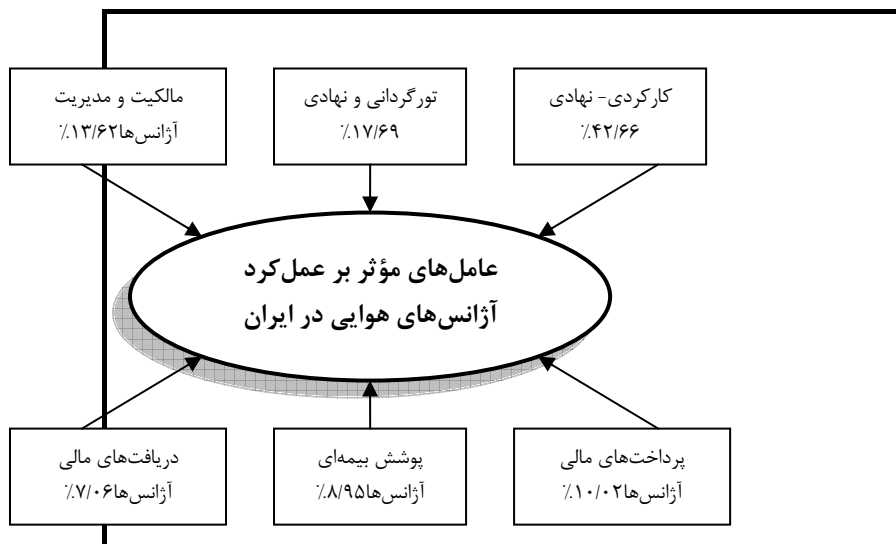 کارکردی- نهادی
٪۴۲/۶۶
تورگردانی و نهادی
٪۱۷/۶۹
مالکیت و مدیریت
آژانس‌ها۱۳/۶۲٪
عامل‌های مؤثر بر عمل‌کرد
آژانس‌های هوایی در ایران
پرداخت‌های مالی
آژانس‌ها۱۰/۰۲٪
پوشش بیمه‌ای
آژانس‌ها۸/۹۵٪
دریافت‌های مالی
آژانس‌ها۷/۰۶٪